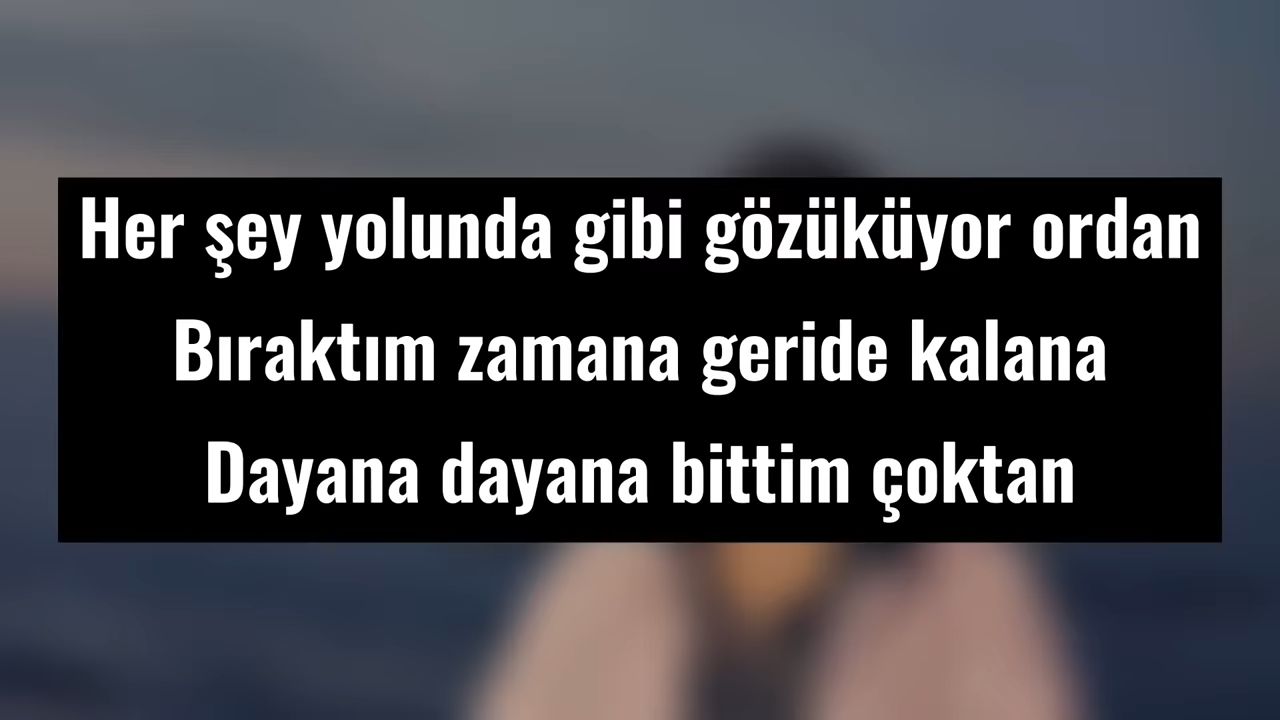 Her şey yolunda gibi gözüküyor ordan
Bıraktım zamana geride kalana
Dayana dayana bittim çoktan